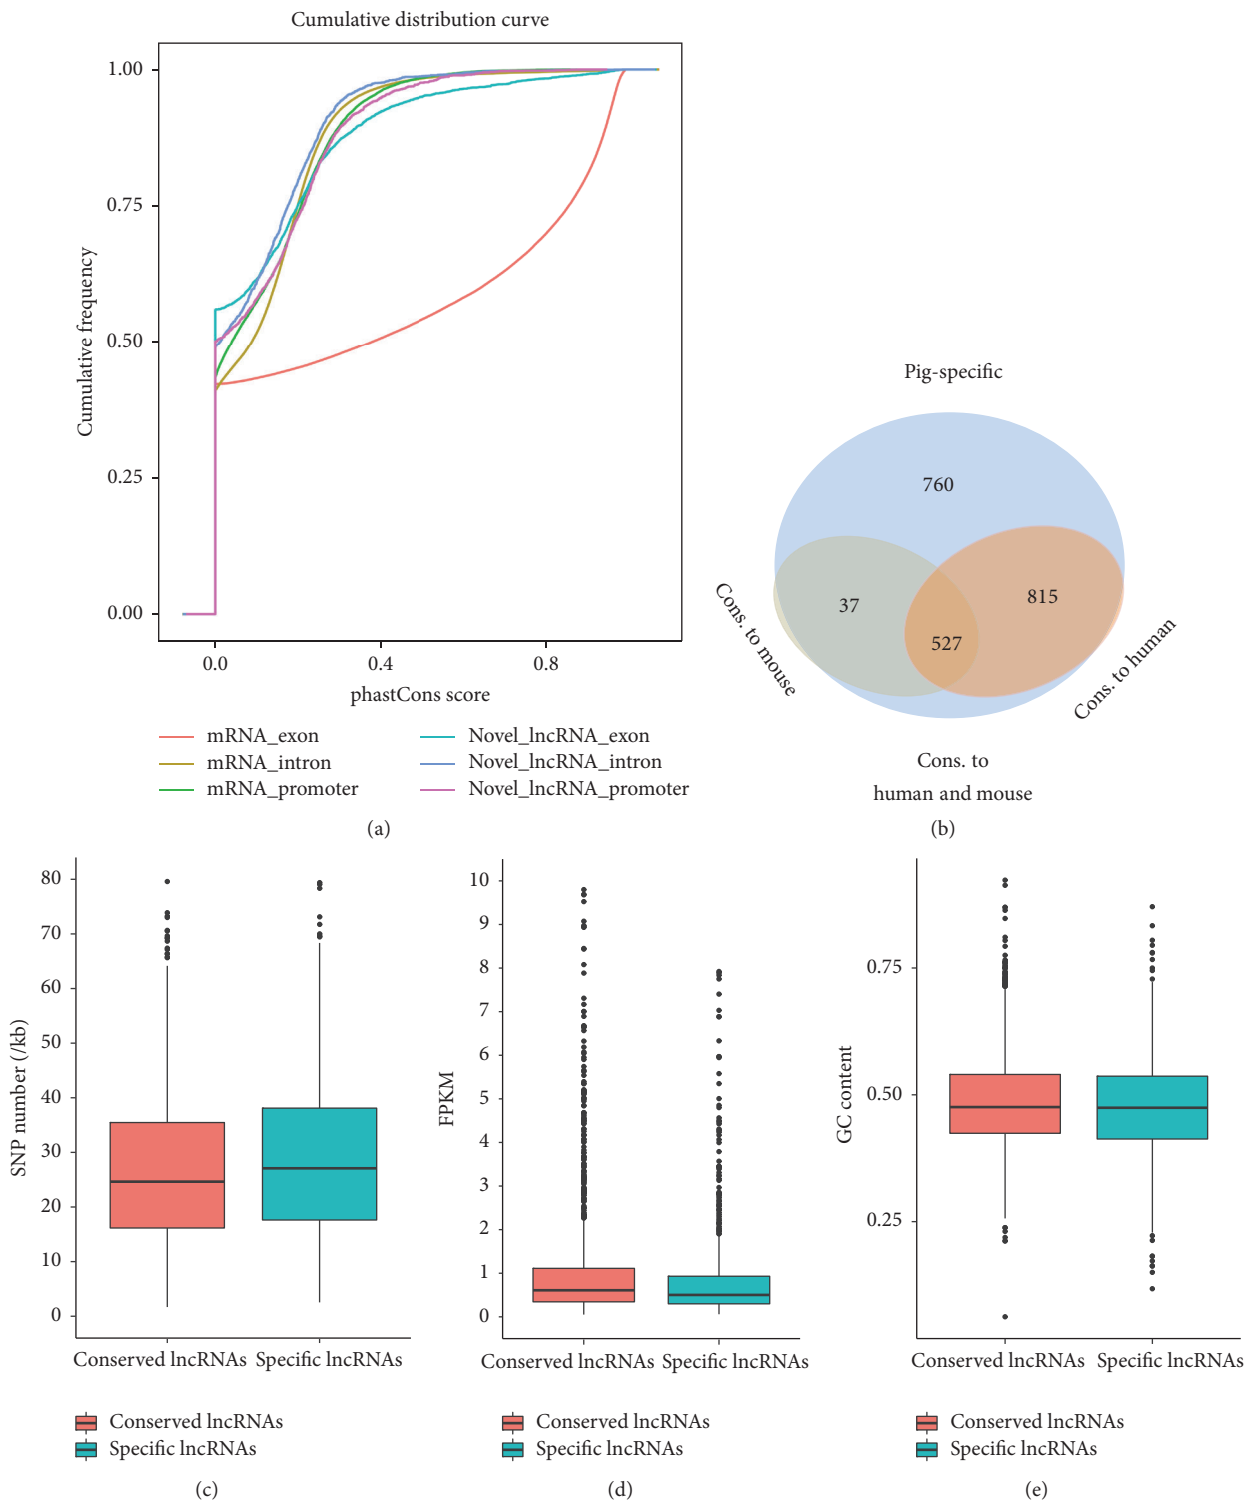 Cumulative distribution curve
1.00
0.75
0.50
0.25
0.00
Cumulative frequency
0.0 0.4 0.8
phastCons score
mRNA_exon
mRNA_intron
mRNA_promoter
Novel_lncRNA_exon
Novel_lncRNA_intron
Novel_lncRNA_promoter
(a)
Pig-specific
760
37
815
527
Cons. to mouse
Cons. to human
Cons. to
human and mouse
(b)
80
70
60
50
40
30
20
10
0
SNP number (/kb)
Conserved lncRNAs Specific lncRNAs
Conserved lncRNAs
Specific lncRNAs
(c)
10
9
8
7
6
5
4
3
2
1
0
FPKM
Conserved lncRNAs Specific lncRNAs
Conserved lncRNAs
Specific lncRNAs
(d)
0.75
0.50
0.25
GC content
Conserved lncRNAs Specific lncRNAs
Conserved lncRNAs
Specific lncRNAs
(e)